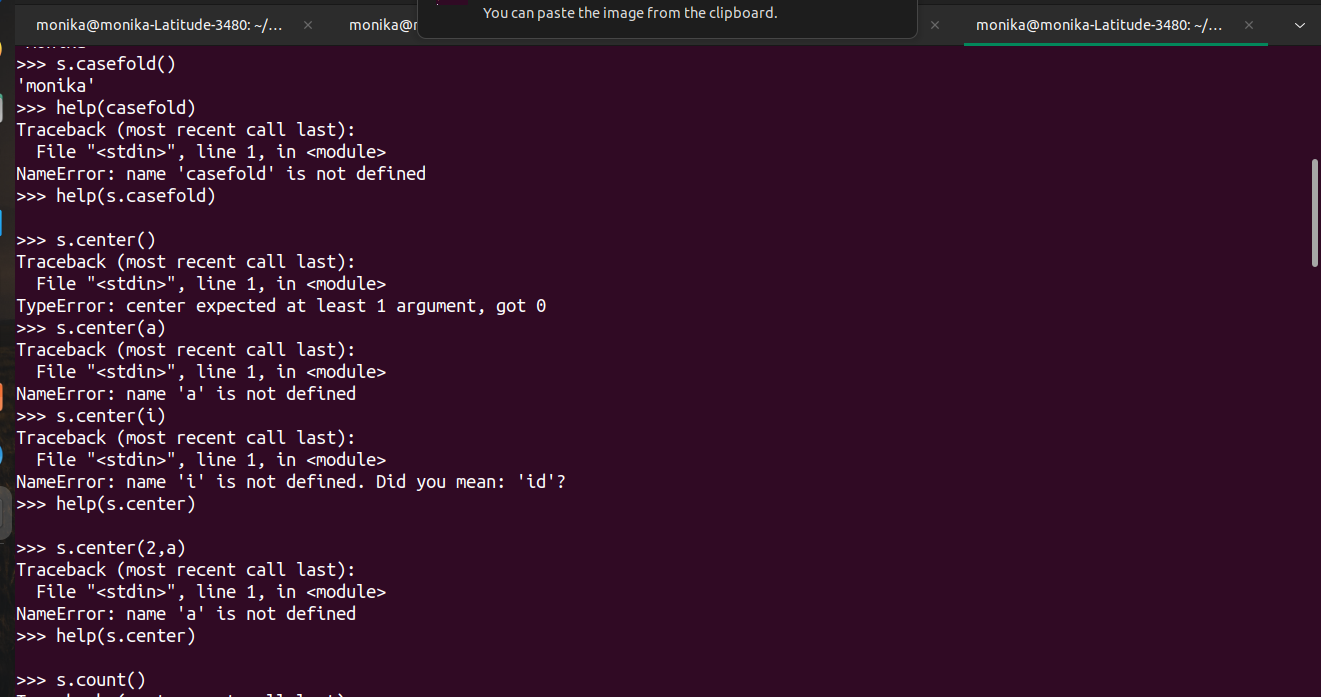 You can paste the image from the clipboard.
monika@monika-Latitude-3480: ~/...
monika@m
monika@monika-Latitude-3480: ~/...
>>> s.casefold()
'monika'
>>> help(casefold)
Traceback (most recent call last):
  File "<stdin>", line 1, in <module>
NameError: name 'casefold' is not defined
>>> help(s.casefold)
>>> s.center()
Traceback (most recent call last):
  File "<stdin>", line 1, in <module>
TypeError: center expected at least 1 argument, got 0
>>> s.center(a)
Traceback (most recent call last):
  File "<stdin>", line 1, in <module>
NameError: name 'a' is not defined
>>> s.center(i)
Traceback (most recent call last):
  File "<stdin>", line 1, in <module>
NameError: name 'i' is not defined. Did you mean: 'id'?
>>> help(s.center)
>>> s.center(2,a)
Traceback (most recent call last):
  File "<stdin>", line 1, in <module>
NameError: name 'a' is not defined
>>> help(s.center)
>>> s.count()